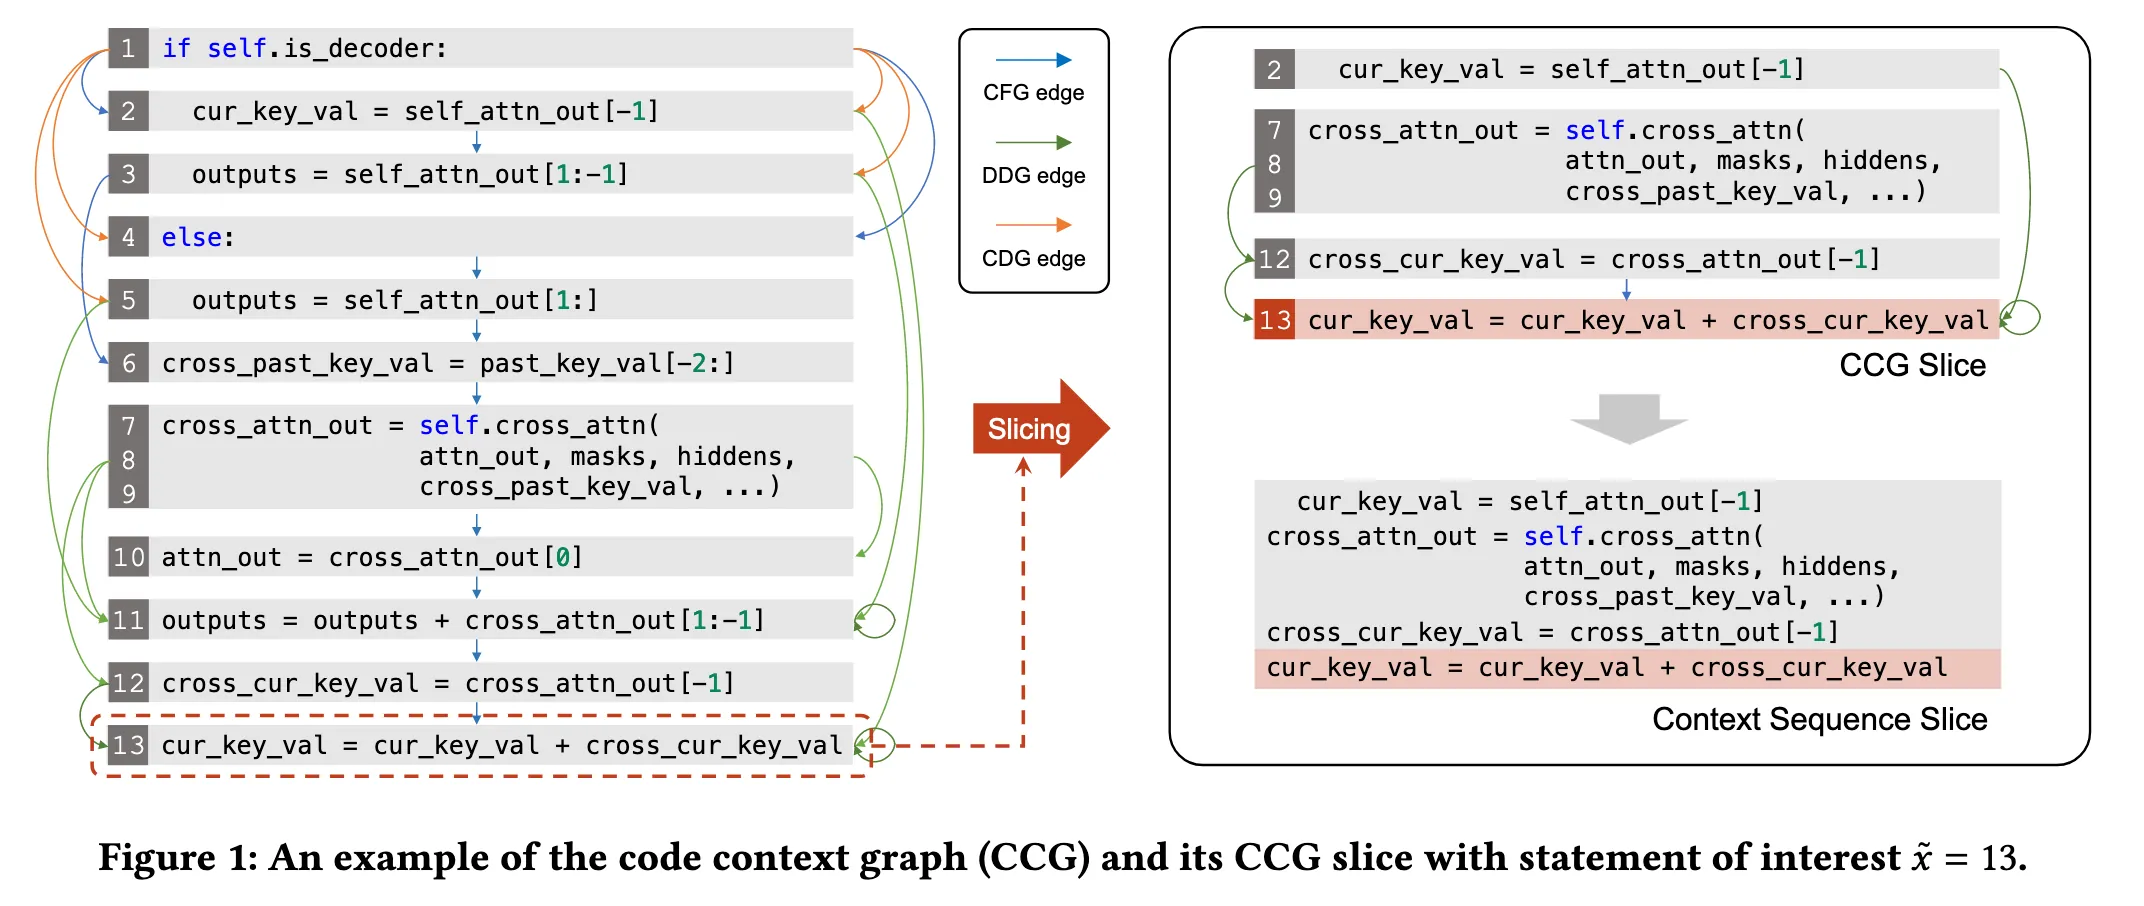 1 if self.is_decoder:
2 cur_key_val = self_attn_out[-1]
3 outputs = self_attn_out[1:-1]
4 else:
5 outputs = self_attn_out[1:]
6 cross_past_key_val = past_key_val[-2:]
7 cross_attn_out = self.cross_attn(
8 attn_out, masks, hiddens,
9 cross_past_key_val, ...)
10 attn_out = cross_attn_out[0]
11 outputs = outputs + cross_attn_out[1:-1]
12 cross_cur_key_val = cross_attn_out[-1]
13 cur_key_val = cur_key_val + cross_cur_key_val
CFG edge
DDG edge
CDG edge
Slicing
2 cur_key_val = self_attn_out[-1]
7 cross_attn_out = self.cross_attn(
8 attn_out, masks, hiddens,
9 cross_past_key_val, ...)
12 cross_cur_key_val = cross_attn_out[-1]
13 cur_key_val = cur_key_val + cross_cur_key_val
CCG Slice
cur_key_val = self_attn_out[-1]
cross_attn_out = self.cross_attn(
attn_out, masks, hiddens,
cross_past_key_val, ...)
cross_cur_key_val = cross_attn_out[-1]
cur_key_val = cur_key_val + cross_cur_key_val
Context Sequence Slice
Figure 1: An example of the code context graph (CCG) and its CCG slice with statement of interest x̃ = 13.